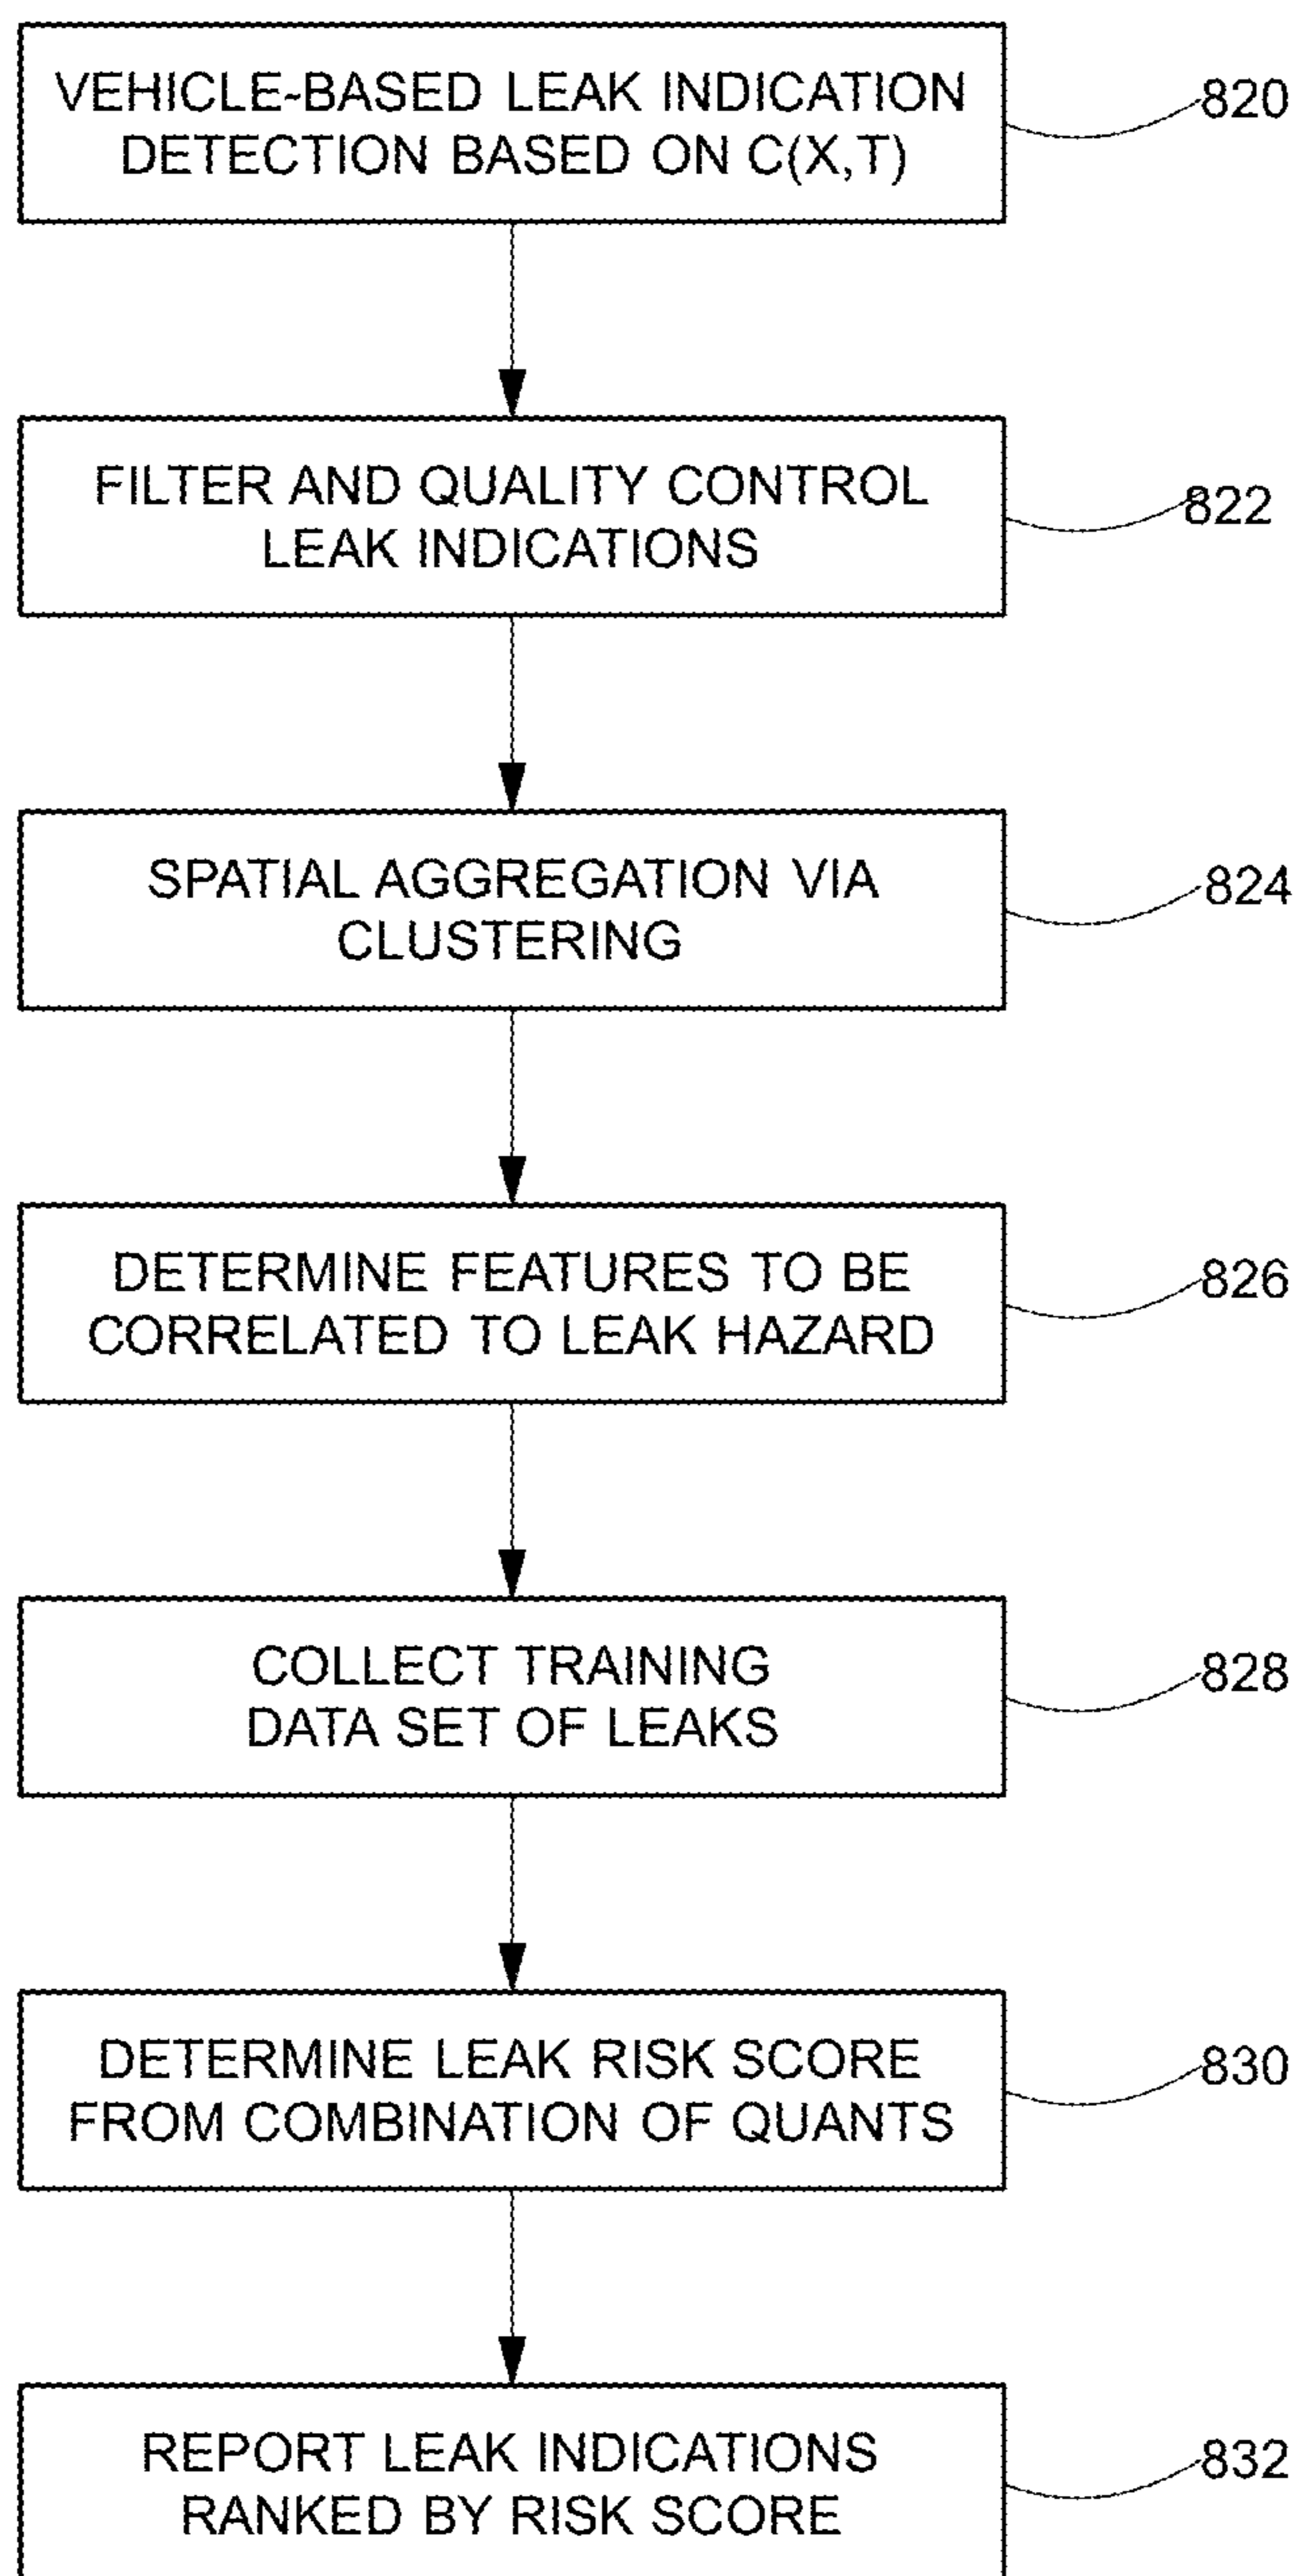 VEHICLE-BASED LEAK INDICATION
DETECTION BASED ON C(X,T)
820
FILTER AND QUALITY CONTROL
LEAK INDICATIONS
822
SPATIAL AGGREGATION VIA
CLUSTERING
824
DETERMINE FEATURES TO BE
CORRELATED TO LEAK HAZARD
826
COLLECT TRAINING
DATA SET OF LEAKS
828
DETERMINE LEAK RISK SCORE
FROM COMBINATION OF QUANTS
830
REPORT LEAK INDICATIONS
RANKED BY RISK SCORE
832